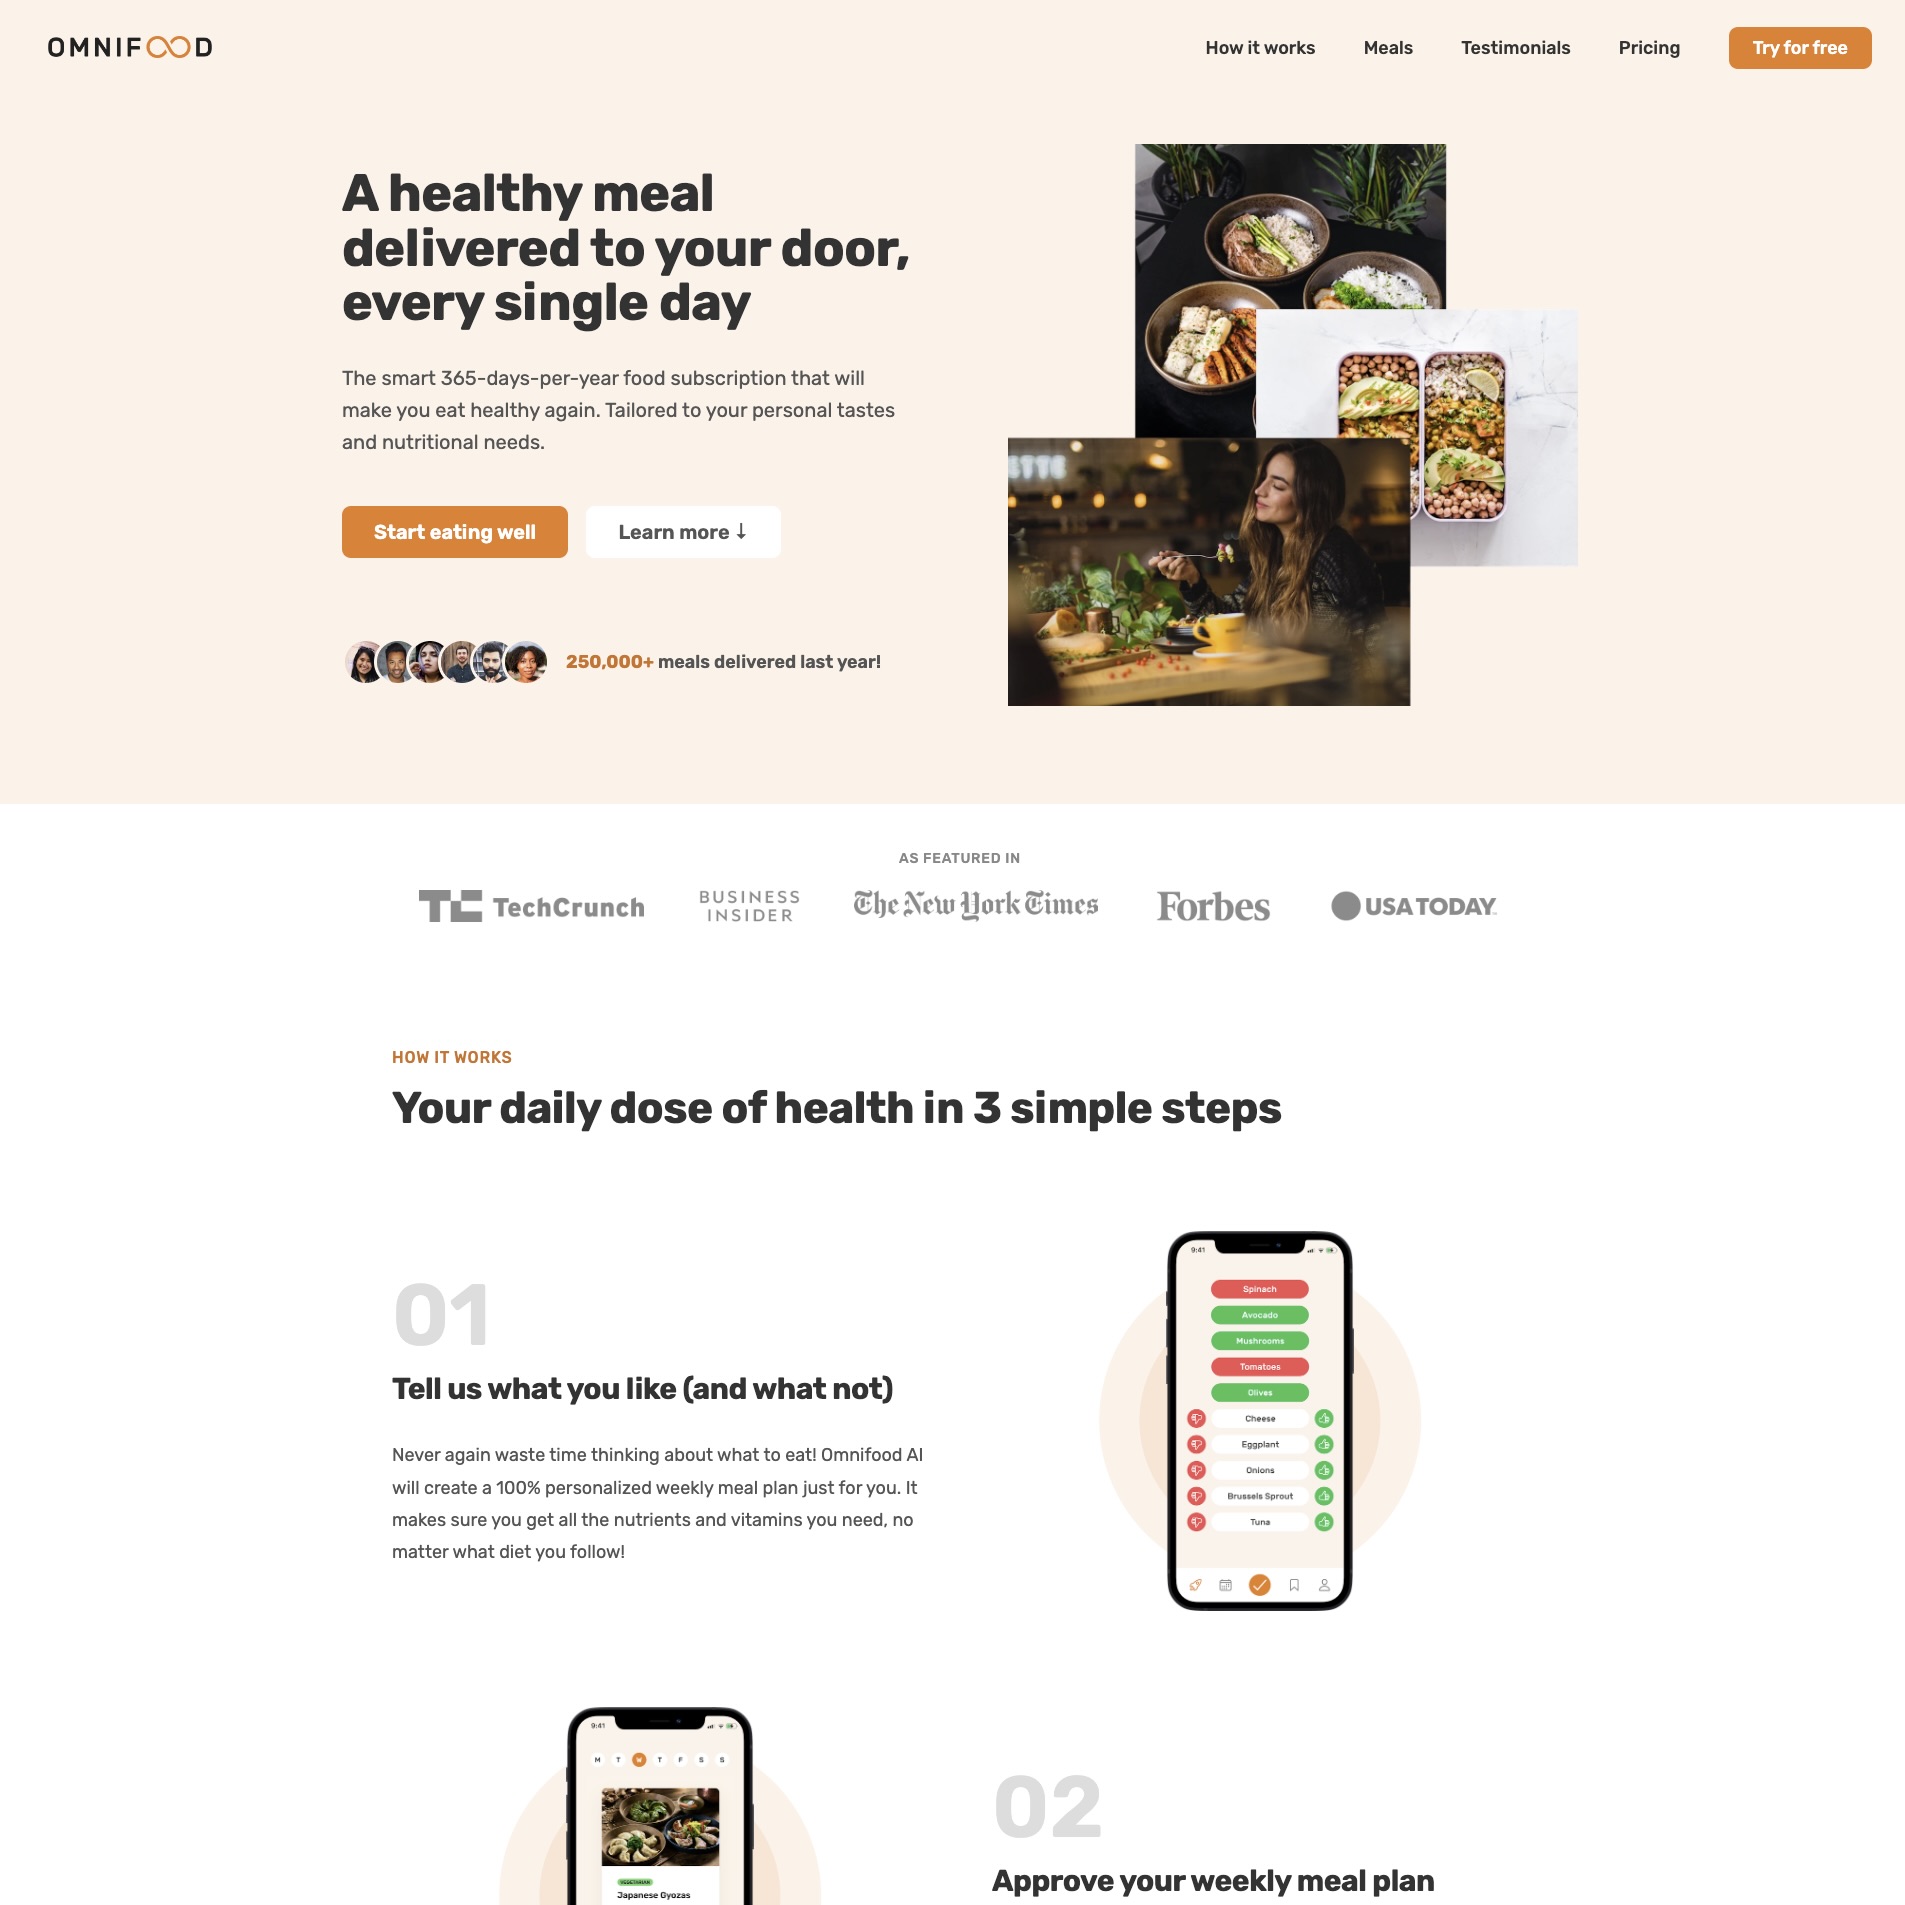 OMNIFOOD
How it works
Meals
Testimonials
Pricing
Try for free
A healthy meal
delivered to your door,
every single day
The smart 365-days-per-year food subscription that will
make you eat healthy again. Tailored to your personal tastes
and nutritional needs.
Start eating well
Learn more ↓
250,000+ meals delivered last year!
AS FEATURED IN
TC TechCrunch
BUSINESS
INSIDER
The New York Times
Forbes
USA TODAY
HOW IT WORKS
Your daily dose of health in 3 simple steps
01
Tell us what you like (and what not)
Never again waste time thinking about what to eat! Omnifood AI
will create a 100% personalized weekly meal plan just for you. It
makes sure you get all the nutrients and vitamins you need, no
matter what diet you follow!
9:41
Spinach
Avocado
Mushrooms
Tomatoes
Olives
Cheese
Eggplant
Onions
Brussels Sprout
Tuna
9:41
M T W T F S S
VEGETARIAN
Japanese Gyozas
02
Approve your weekly meal plan